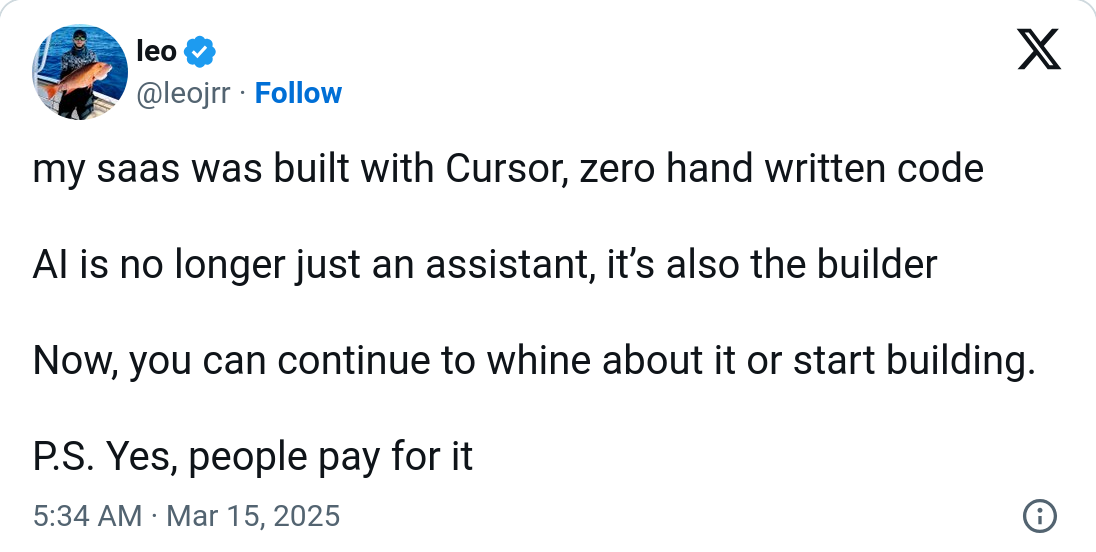 leo
@leojrr · Follow
my saas was built with Cursor, zero hand written code
AI is no longer just an assistant, it’s also the builder
Now, you can continue to whine about it or start building.
P.S. Yes, people pay for it
5:34 AM · Mar 15, 2025